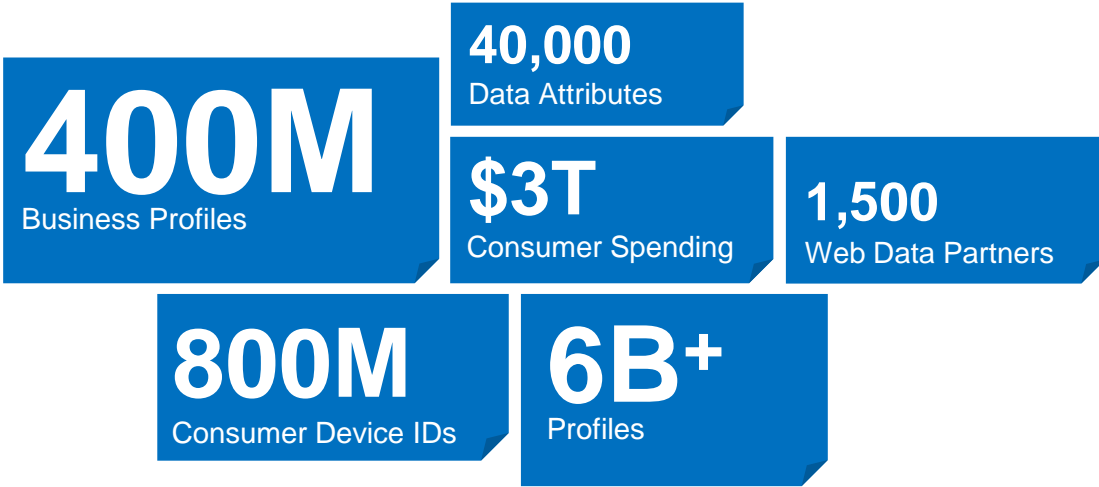 40,000
Data Attributes
400M
Business Profiles
$3T
Consumer Spending
1,500
Web Data Partners
800M
Consumer Device IDs
6B+
Profiles